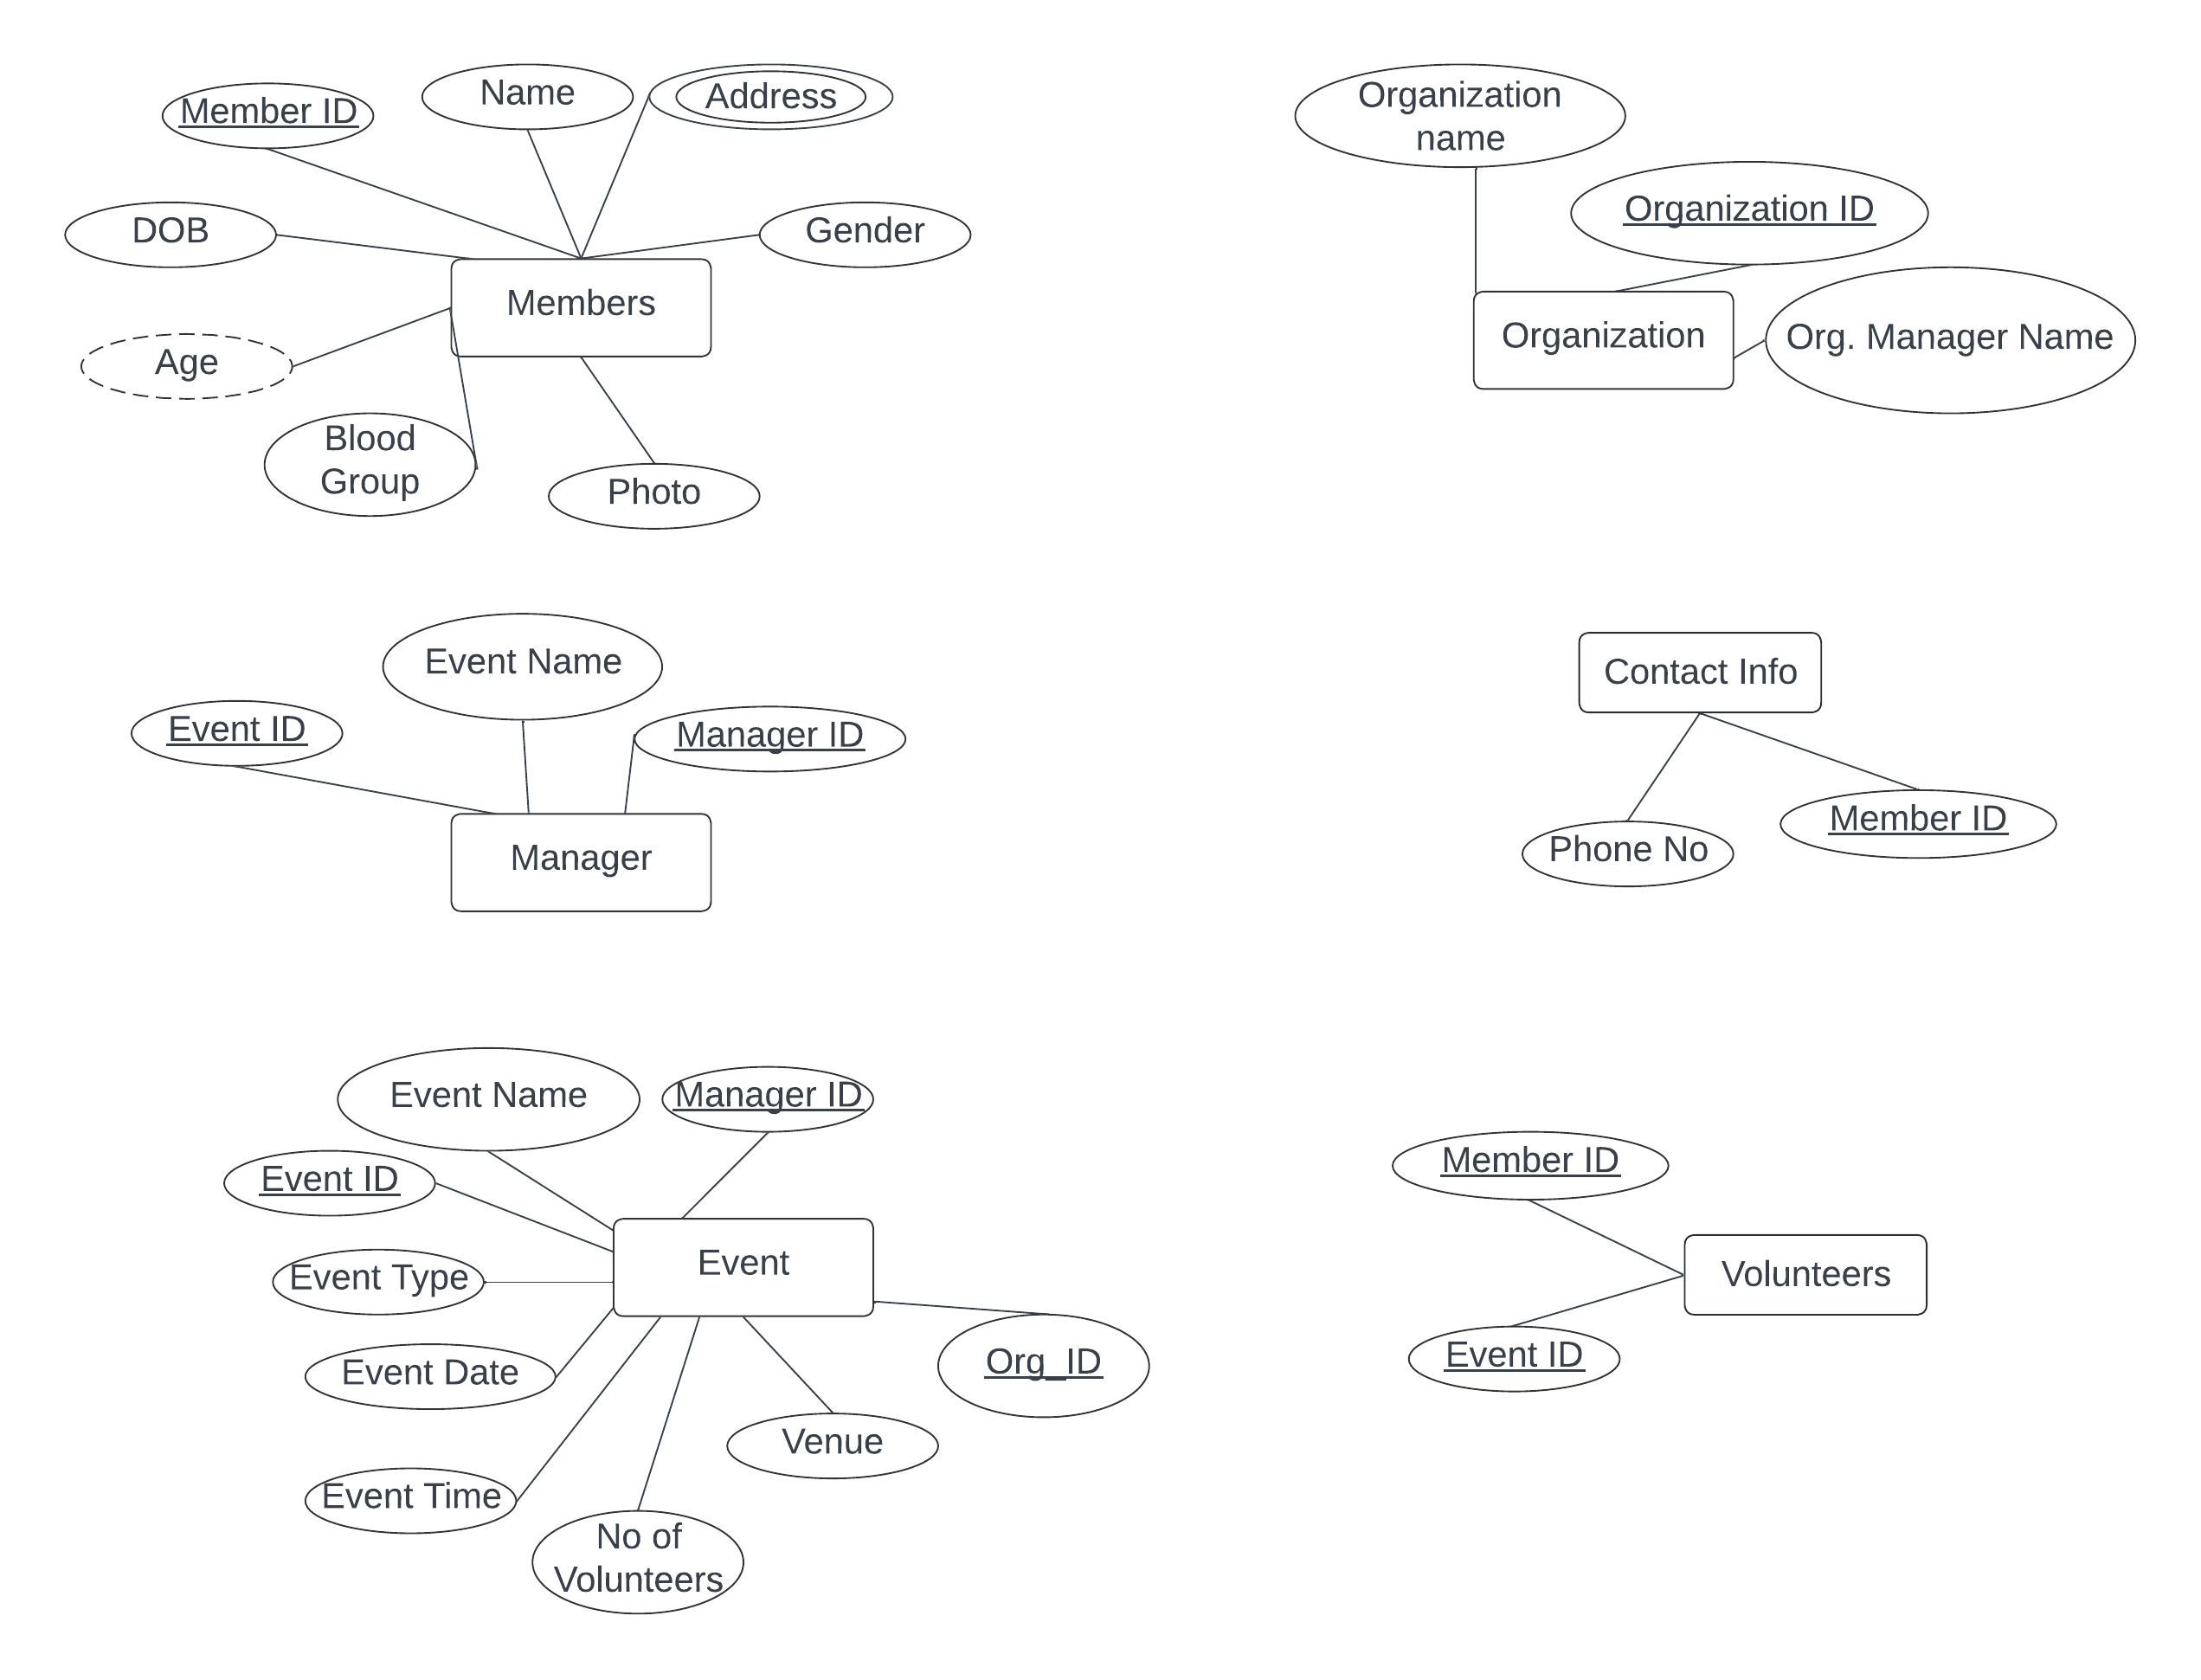 Member ID
Name
Address
DOB
Gender
Members
Age
Blood
Group
Photo
Organization
name
Organization ID
Organization
Org. Manager Name
Event Name
Event ID
Manager ID
Manager
Contact Info
Phone No
Member ID
Event Name
Manager ID
Event ID
Event
Event Type
Event Date
Org_ID
Venue
Event Time
No of
Volunteers
Member ID
Volunteers
Event ID